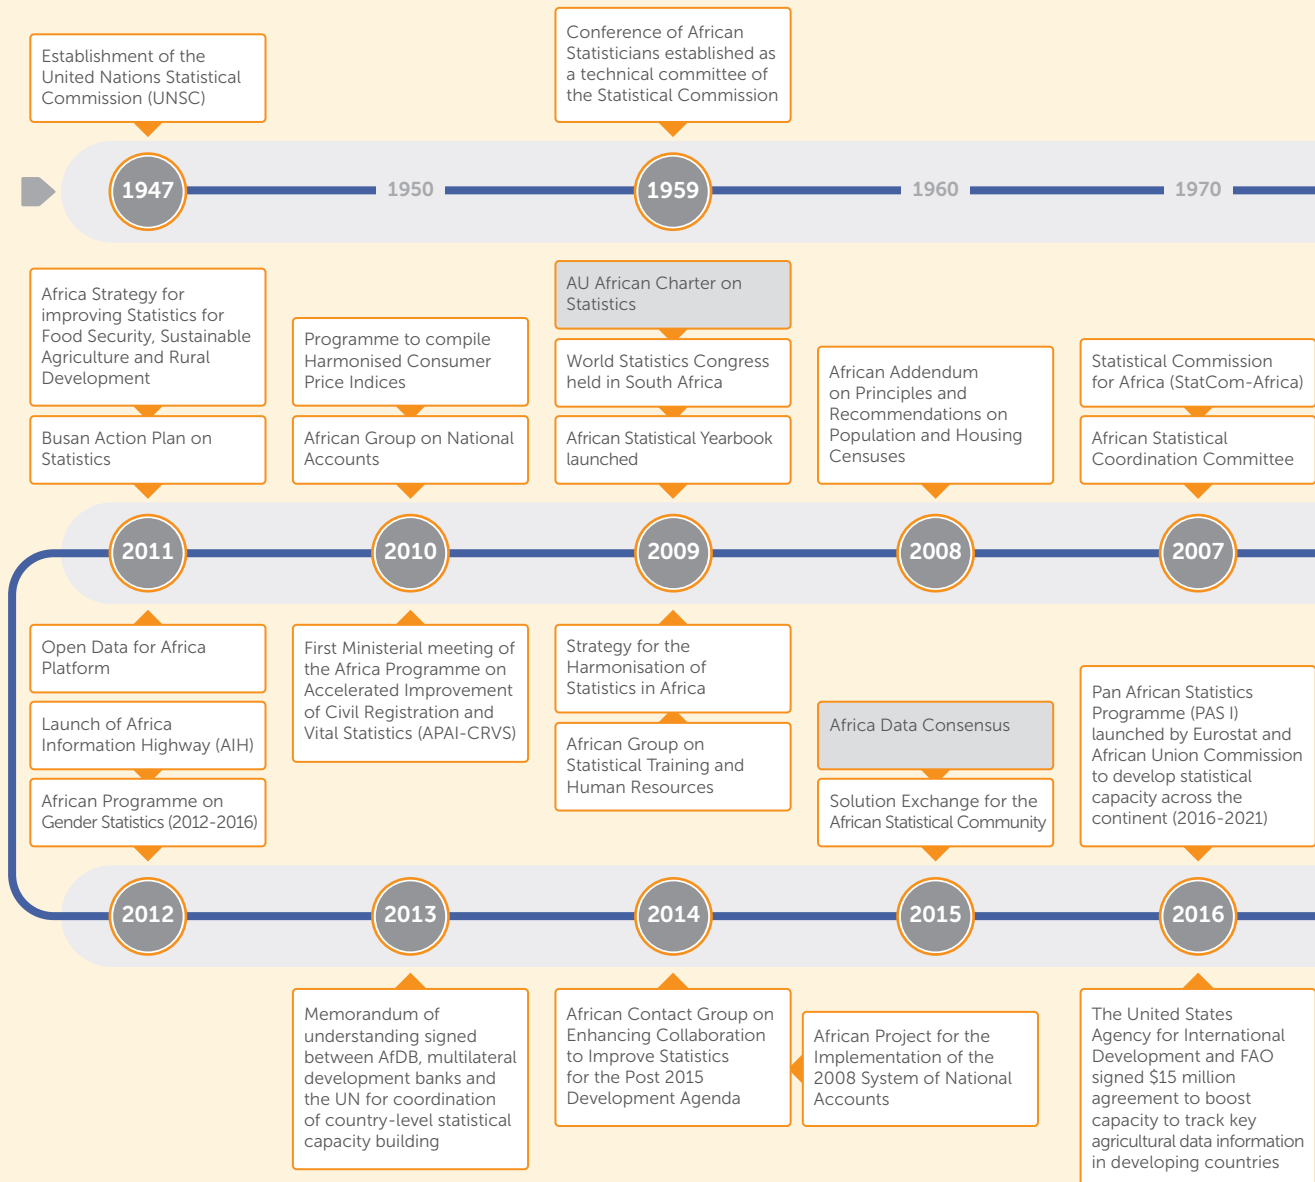 Establishment of the
United Nations Statistical
Commission (UNSC)
Conference of African
Statisticians established as
a technical committee of
the Statistical Commission
1947
1950
1959
1960
1970
Africa Strategy for
improving Statistics for
Food Security, Sustainable
Agriculture and Rural
Development
Busan Action Plan on
Statistics
Programme to compile
Harmonised Consumer
Price Indices
African Group on National
Accounts
AU African Charter on
Statistics
World Statistics Congress
held in South Africa
African Statistical Yearbook
launched
African Addendum
on Principles and
Recommendations on
Population and Housing
Censuses
Statistical Commission
for Africa (StatCom-Africa)
African Statistical
Coordination Committee
2011
2010
2009
2008
2007
Open Data for Africa
Platform
Launch of Africa
Information Highway (AIH)
African Programme on
Gender Statistics (2012-2016)
First Ministerial meeting of
the Africa Programme on
Accelerated Improvement
of Civil Registration and
Vital Statistics (APAI-CRVS)
Strategy for the
Harmonisation of
Statistics in Africa
African Group on
Statistical Training and
Human Resources
Africa Data Consensus
Solution Exchange for the
African Statistical Community
Pan African Statistics
Programme (PAS I)
launched by Eurostat and
African Union Commission
to develop statistical
capacity across the
continent (2016-2021)
2012
2013
2014
2015
2016
Memorandum of
understanding signed
between AfDB, multilateral
development banks and
the UN for coordination
of country-level statistical
capacity building
African Contact Group on
Enhancing Collaboration
to Improve Statistics
for the Post 2015
Development Agenda
African Project for the
Implementation of the
2008 System of National
Accounts
The United States
Agency for International
Development and FAO
signed $15 million
agreement to boost
capacity to track key
agricultural data information
in developing countries